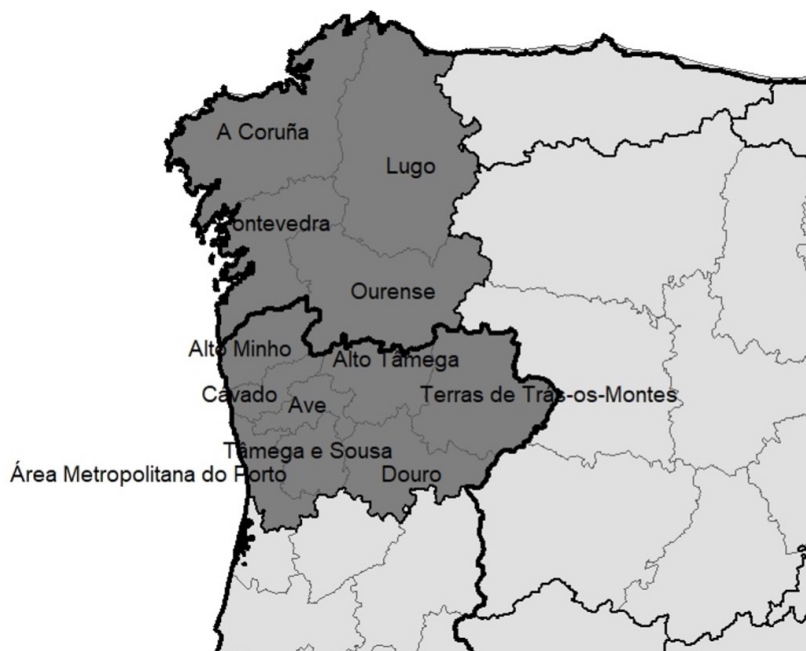 A Coruña
Lugo
Pontevedra
Ourense
Alto Minho
Alto Tâmega
Cávado
Ave
Terras de Trás-os-Montes
Tâmega e Sousa
Área Metropolitana do Porto
Douro